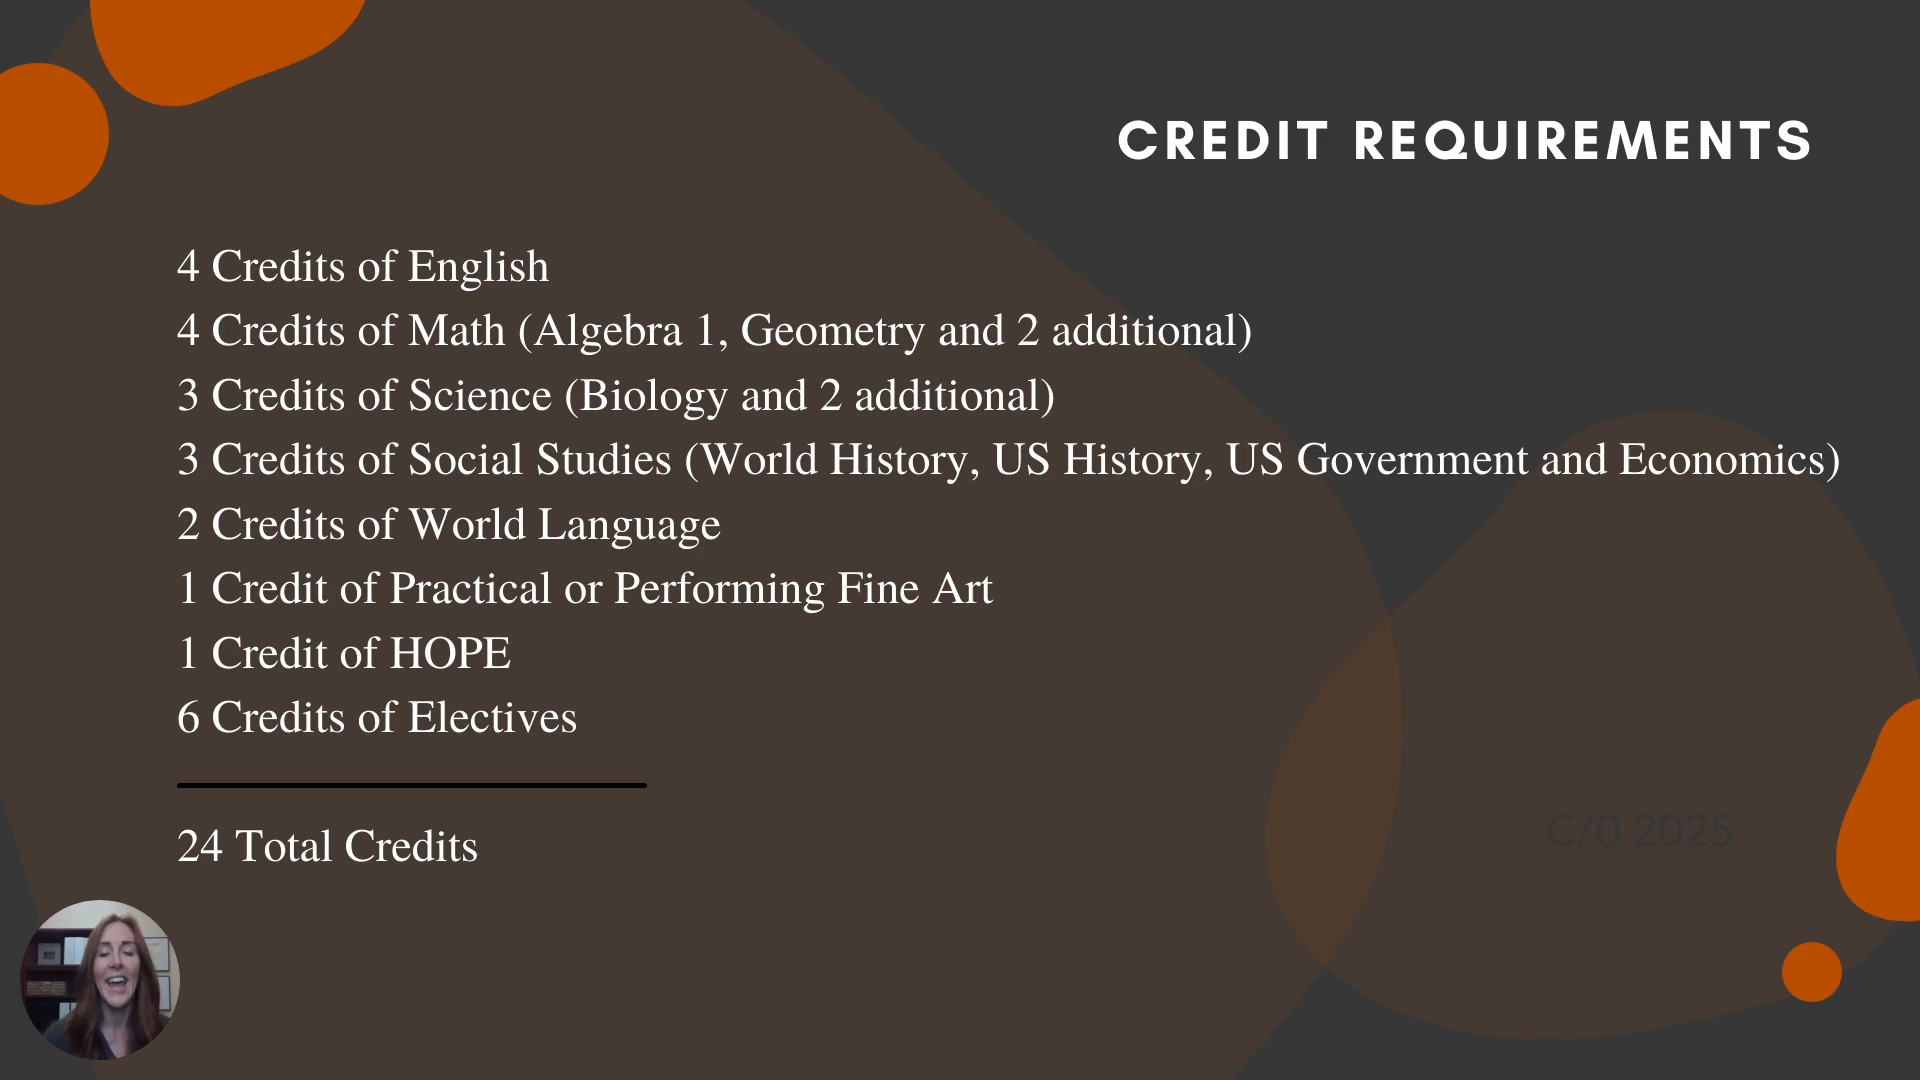 CREDIT REQUIREMENTS
4 Credits of English
4 Credits of Math (Algebra 1, Geometry and 2 additional)
3 Credits of Science (Biology and 2 additional)
3 Credits of Social Studies (World History, US History, US Government and Economics)
2 Credits of World Language
1 Credit of Practical or Performing Fine Art
1 Credit of HOPE
6 Credits of Electives
24 Total Credits
C/0 2025